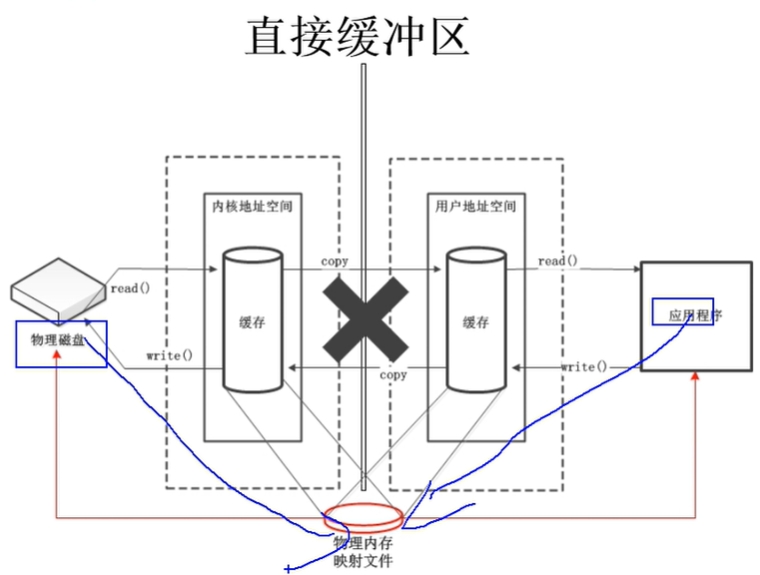 直接缓冲区
内核地址空间
用户地址空间
copy
read()
read()
缓存
缓存
应用程序
物理磁盘
write()
copy
write()
物理内存
映射文件